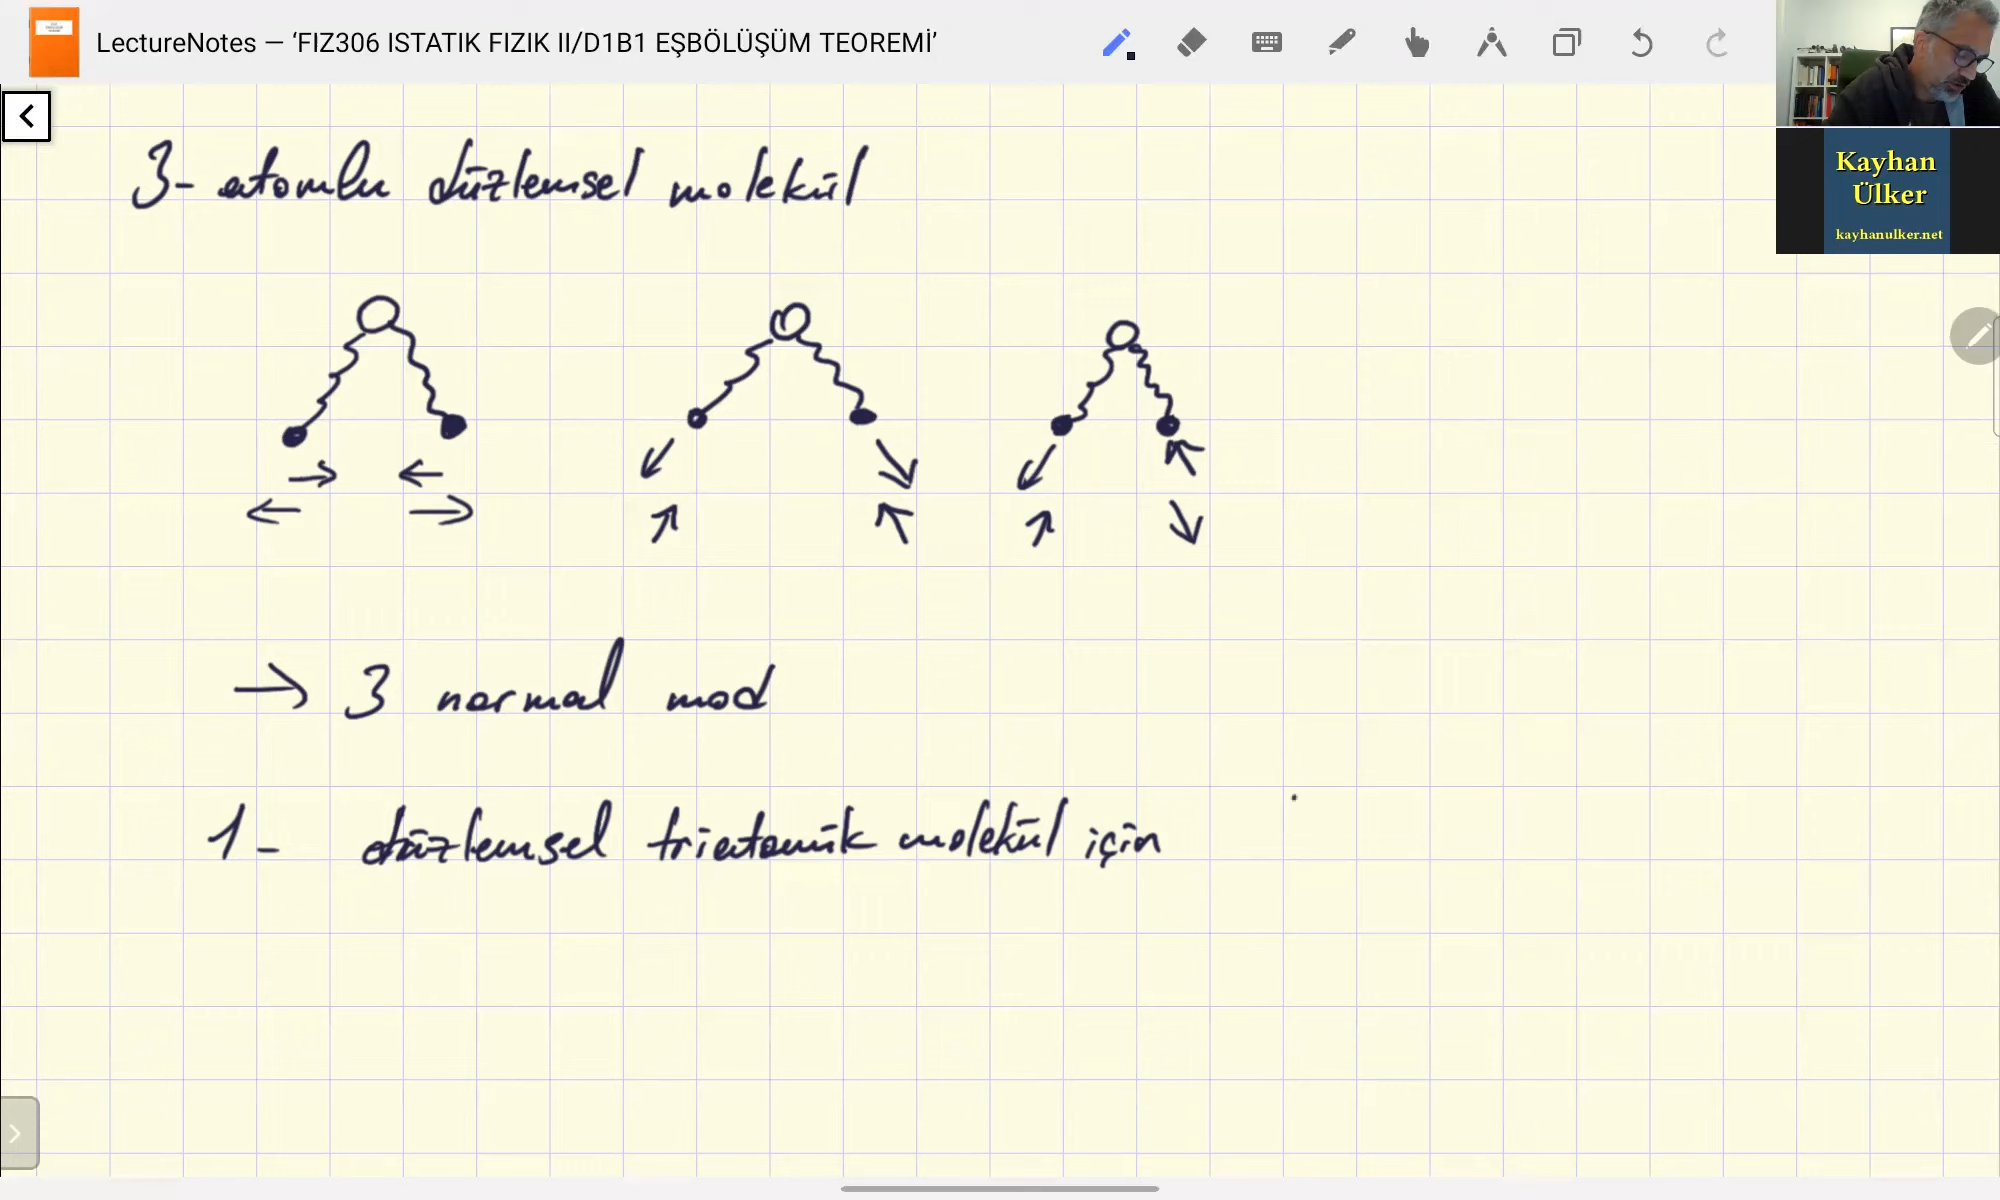 LectureNotes — ‘FIZ306 ISTATIK FIZIK II/D1B1 EŞBÖLÜŞÜM TEOREMİ’
Kayhan
Ülker
kayhanulker.net
3- atomlu düzlemsel molekül
→ 3 normal mod
1- düzlemsel triatomik molekül için